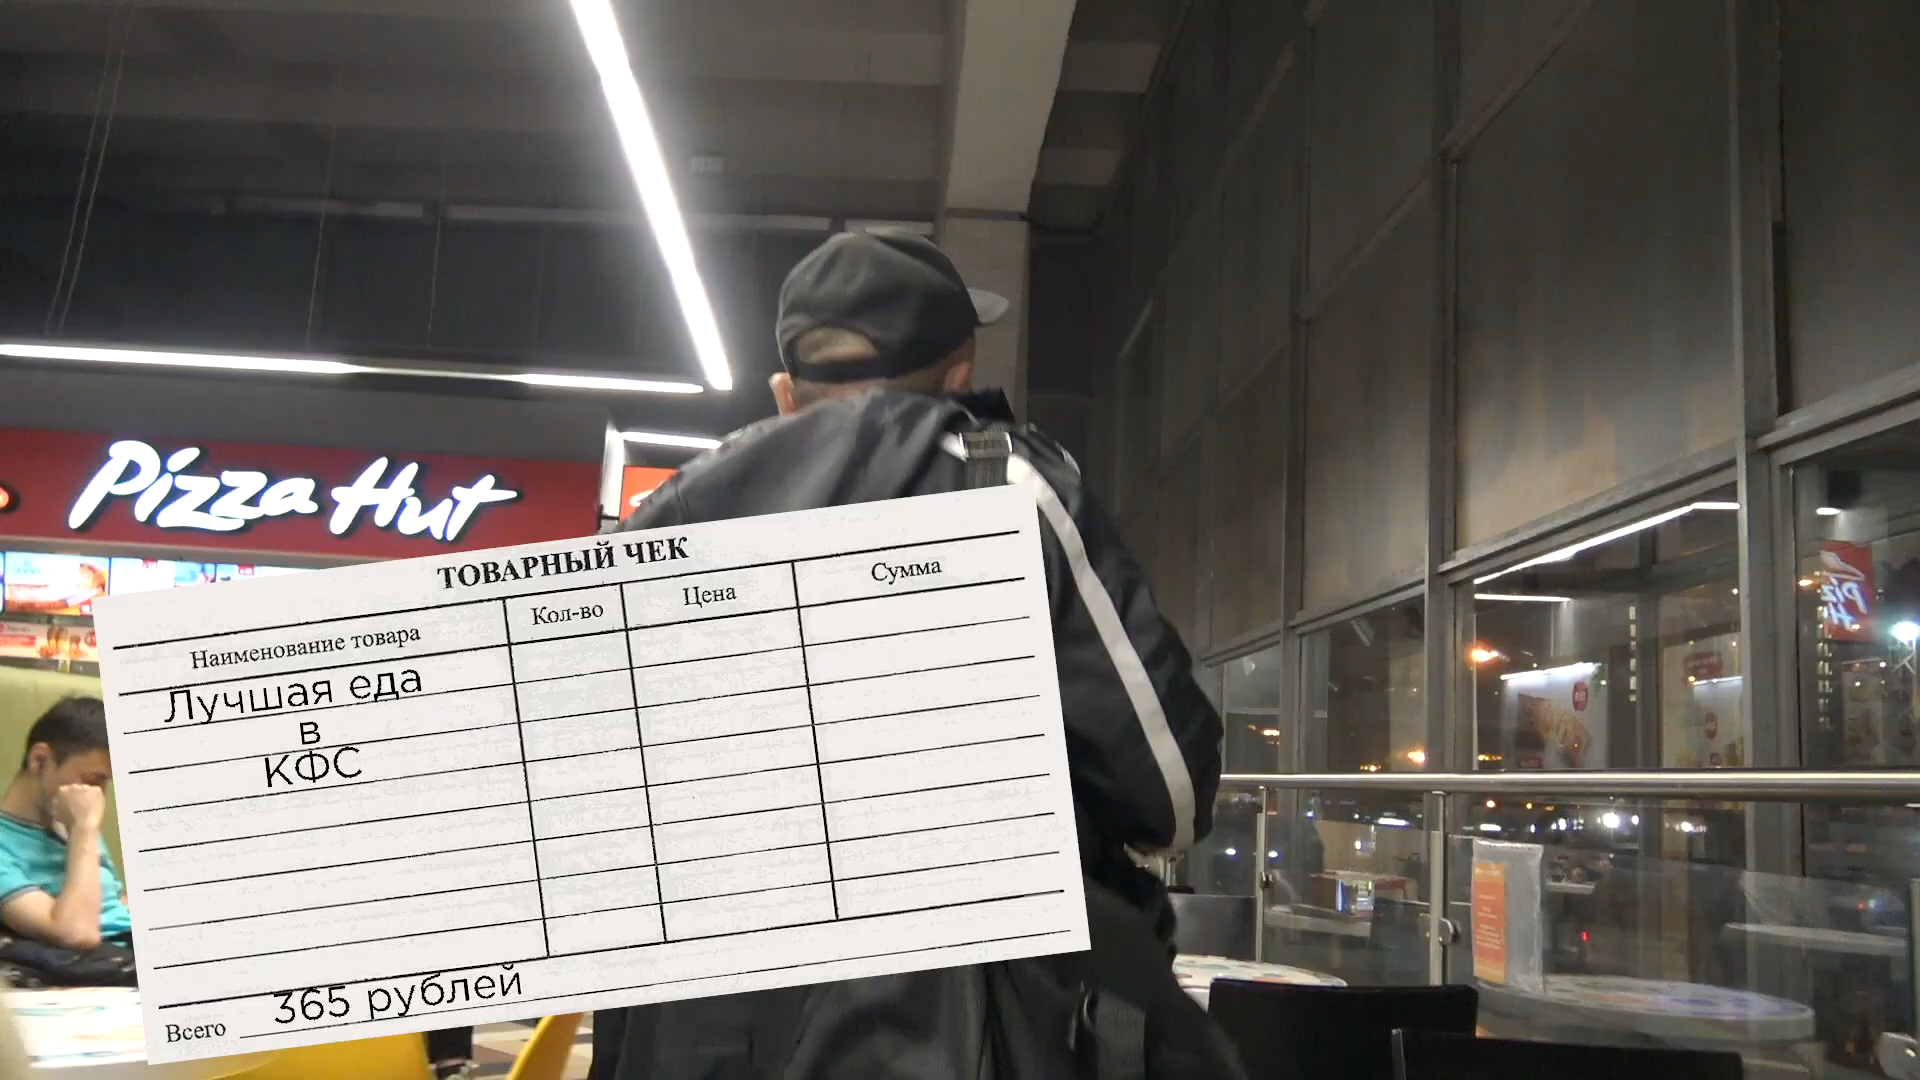 Pizza Hut
ТОВАРНЫЙ ЧЕК
Наименование товара Кол-во Цена Сумма
Лучшая еда
в
КФС
Всего 365 рублей